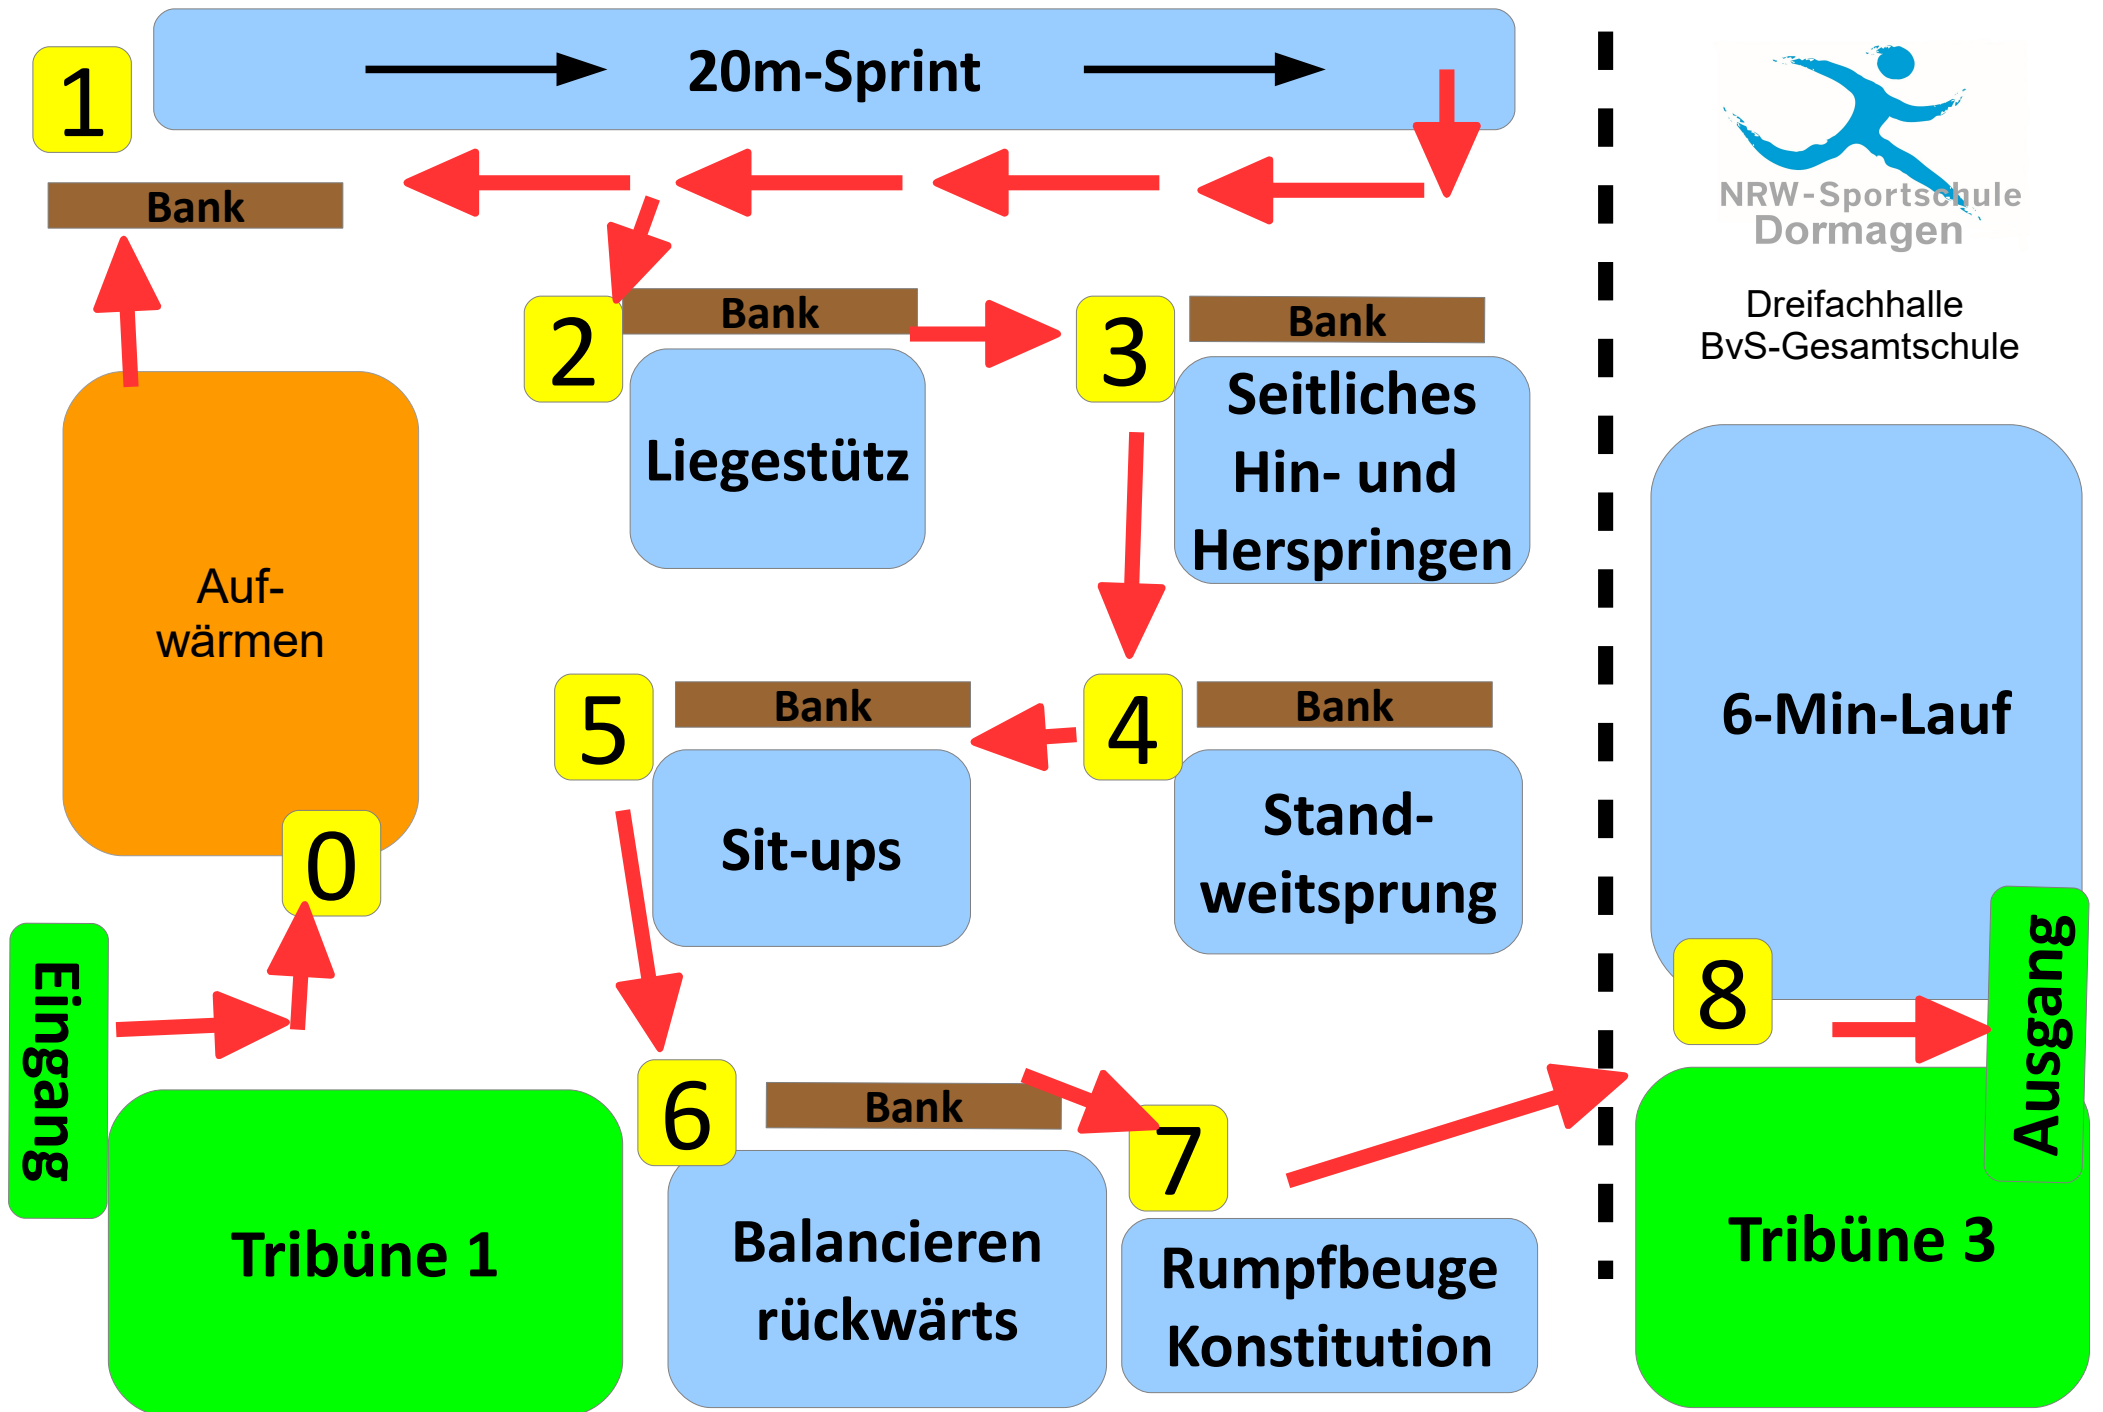 1
20m-Sprint
Bank
NRW-Sportschule
Dormagen
Dreifachhalle
BvS-Gesamtschule
2
Bank
Liegestütz
3
Bank
Seitliches
Hin- und
Herspringen
Auf-
wärmen
0
5
Bank
Sit-ups
4
Bank
Stand-
weitsprung
6-Min-Lauf
8
Ausgang
Eingang
Tribüne 1
6
Bank
Balancieren
rückwärts
7
Rumpfbeuge
Konstitution
Tribüne 3